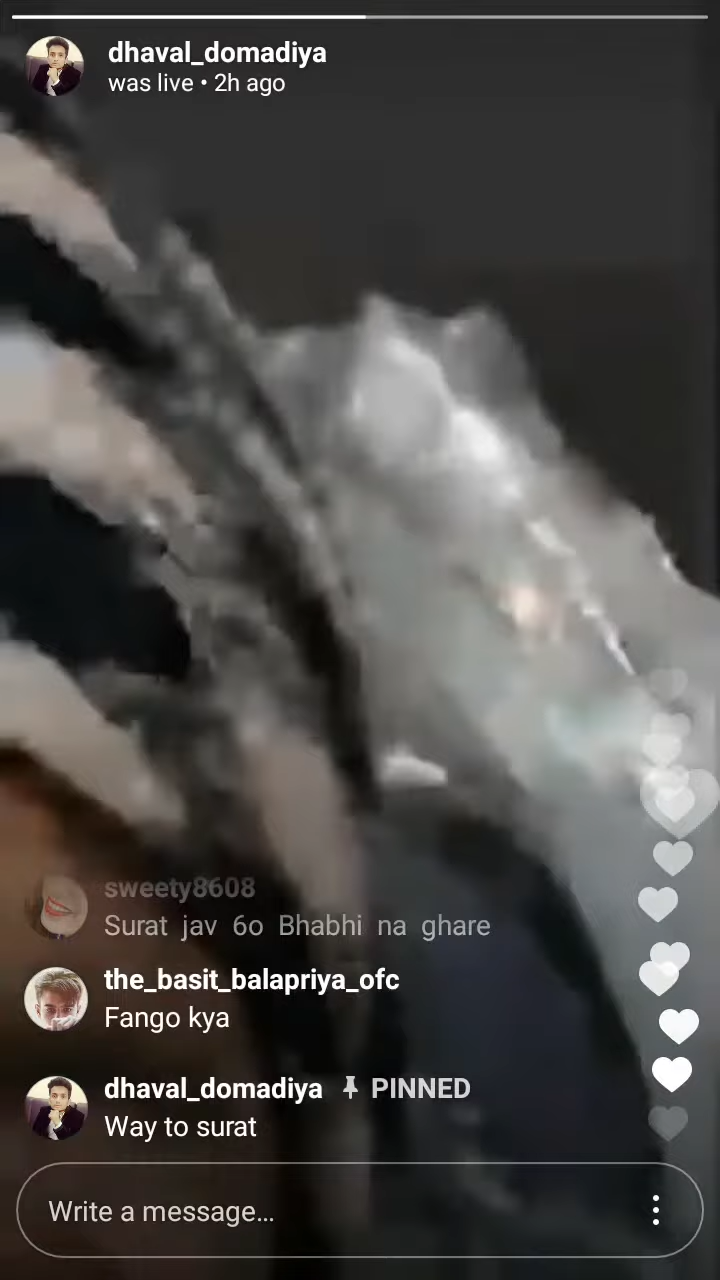 dhaval_domadiya
was live • 2h ago
sweety8608
Surat jav 6o Bhabhi na ghare
the_basit_balapriya_ofc
Fango kya
dhaval_domadiya PINNED
Way to surat
Write a message...